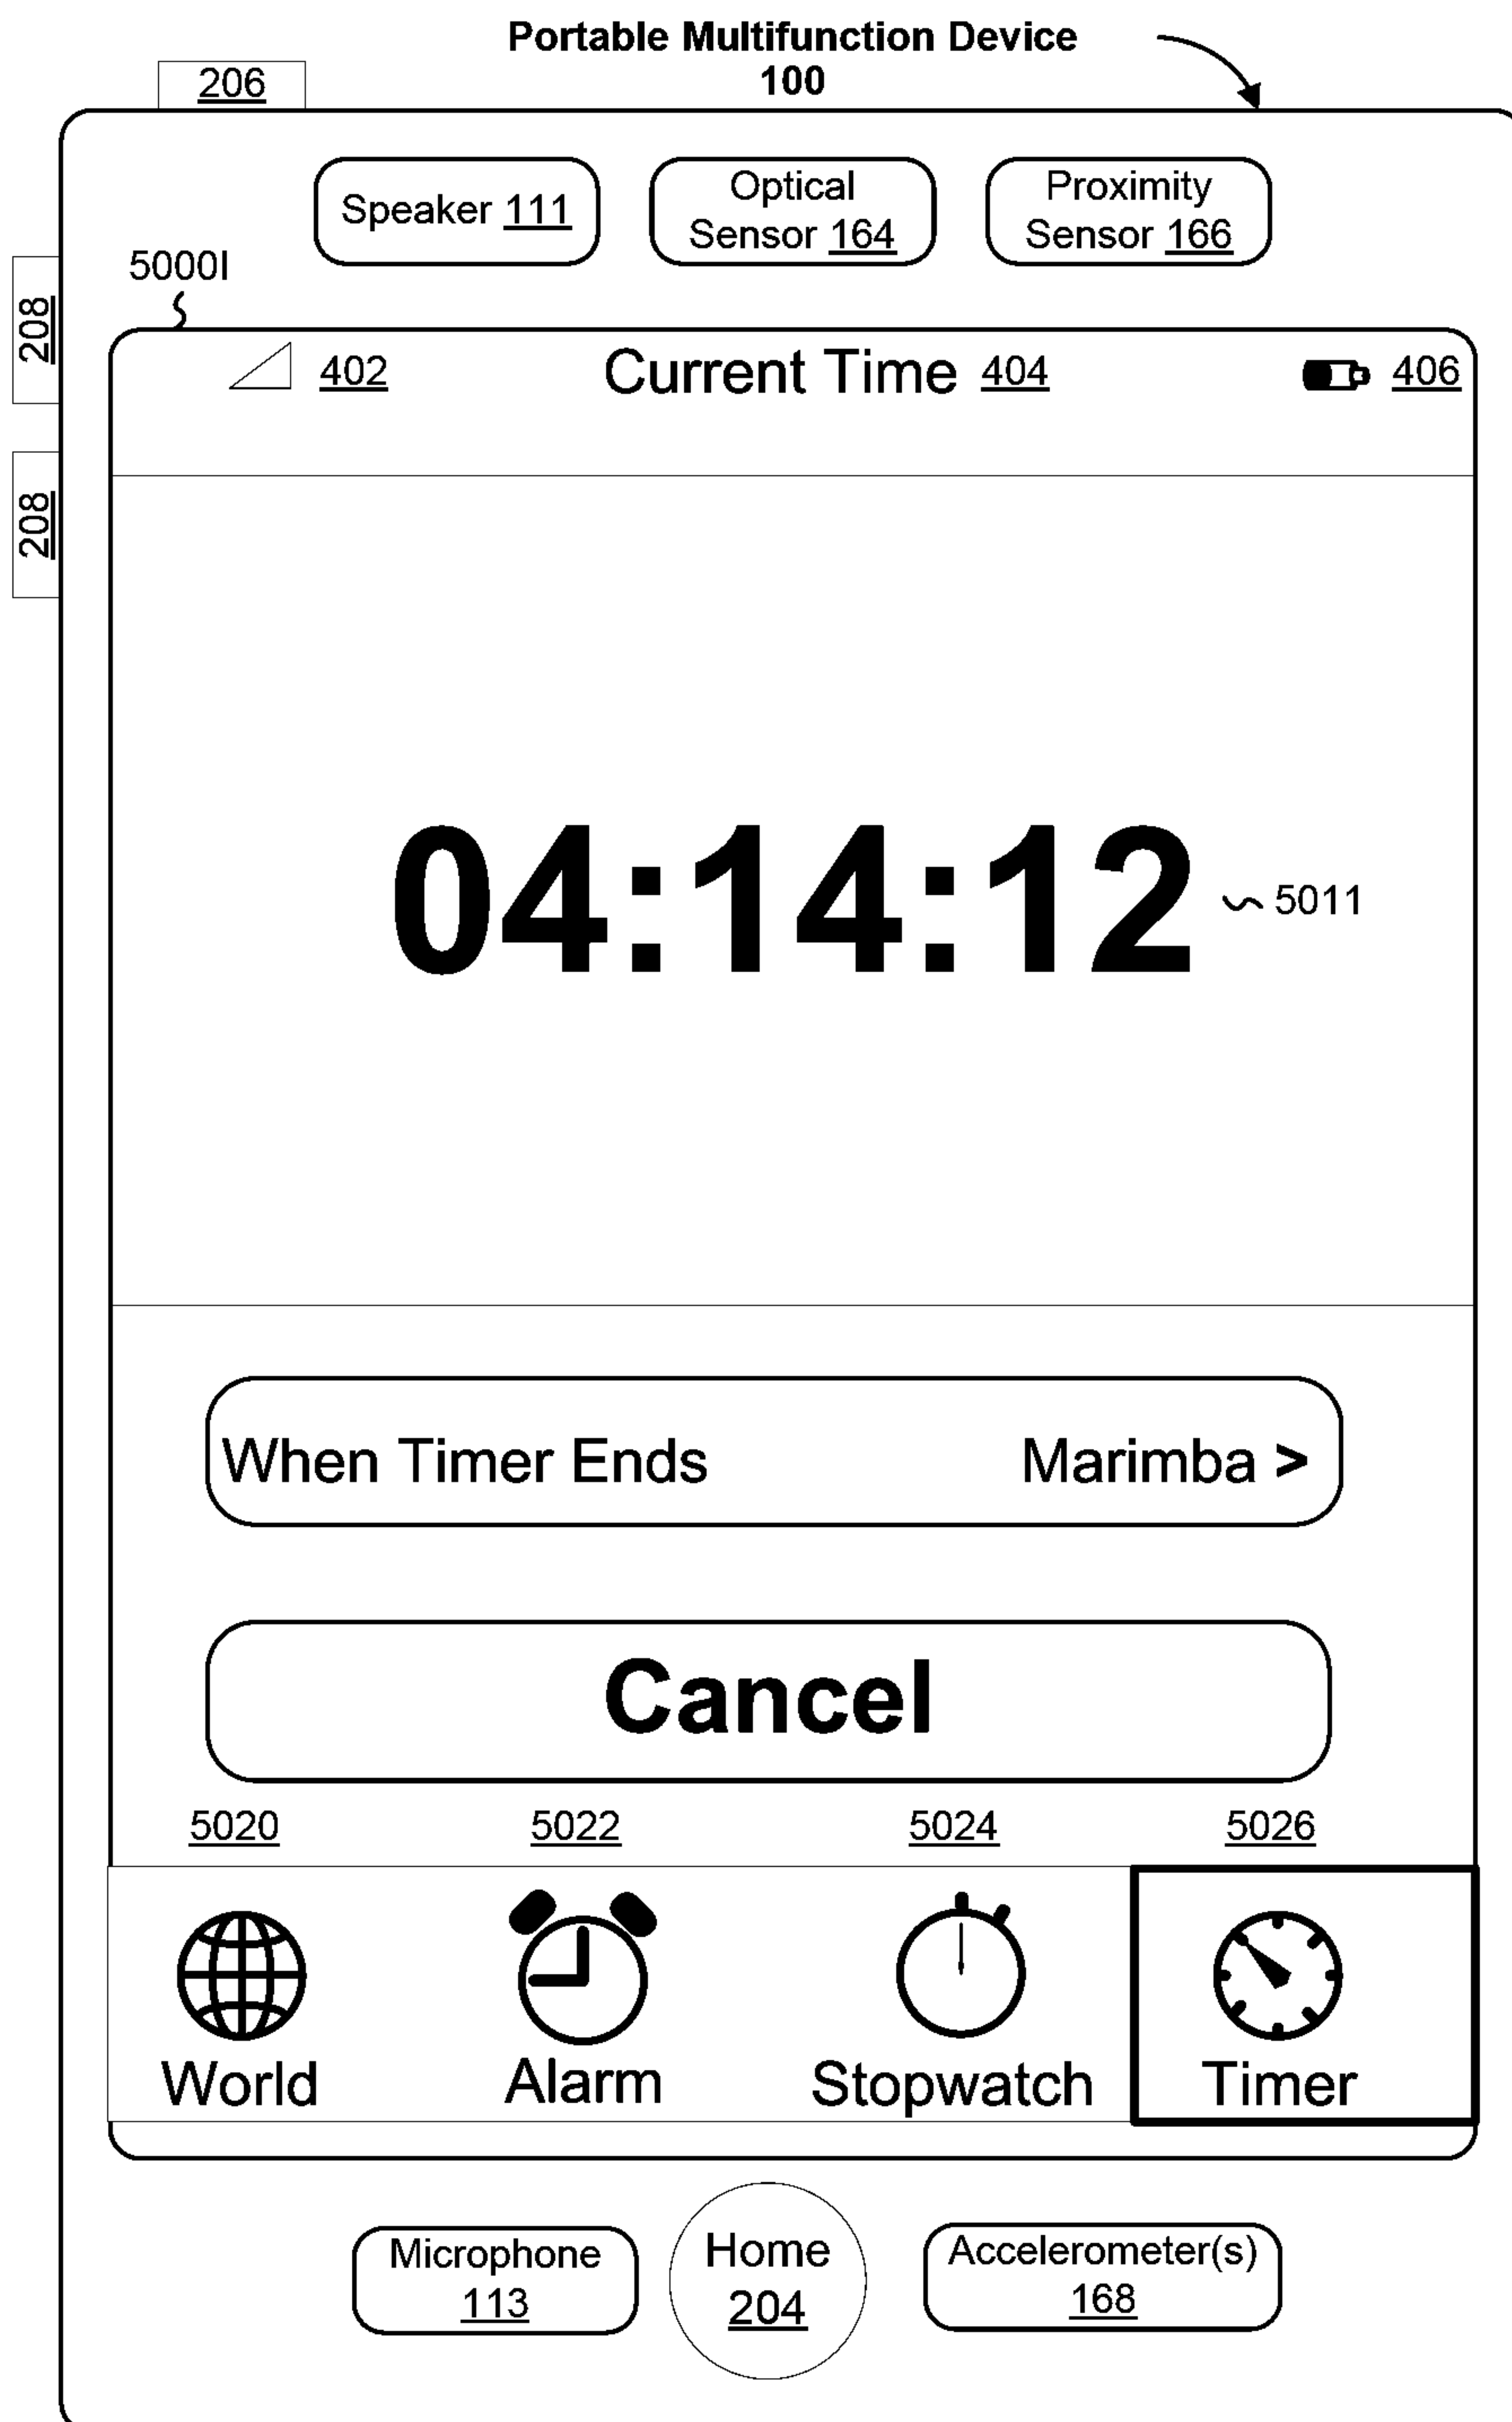 Portable Multifunction Device
100
206
Speaker 111
Optical
Sensor 164
Proximity
Sensor 166
5000I
208
402
Current Time 404
406
208
04:14:12
5011
When Timer Ends
Marimba >
Cancel
5020
5022
5024
5026
World
Alarm
Stopwatch
Timer
Microphone
113
Home
204
Accelerometer(s)
168